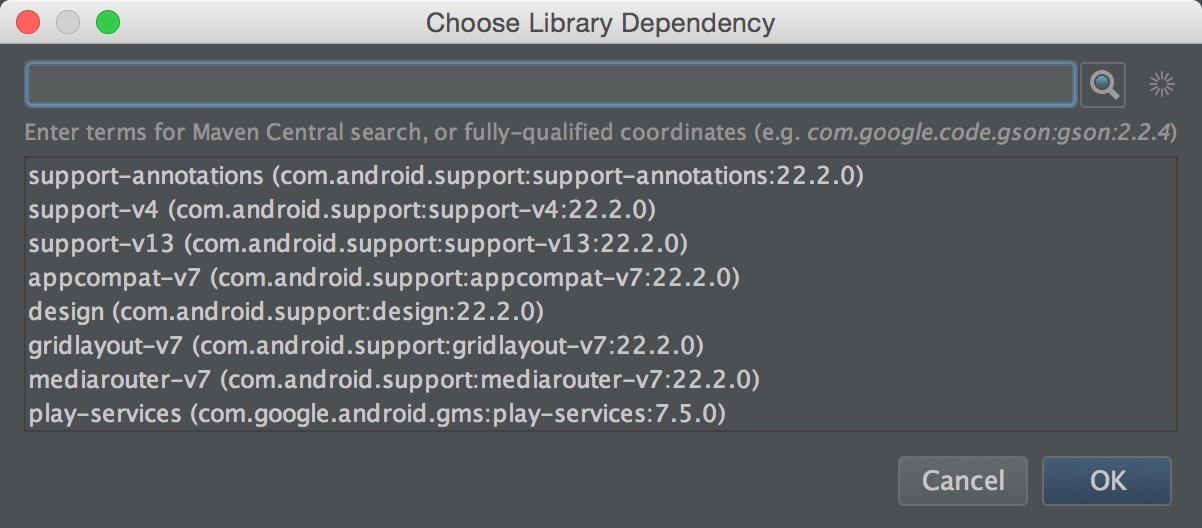 Choose Library Dependency
Enter terms for Maven Central search, or fully-qualified coordinates (e.g. com.google.code.gson:gson:2.2.4)
support-annotations (com.android.support:support-annotations:22.2.0)
support-v4 (com.android.support:support-v4:22.2.0)
support-v13 (com.android.support:support-v13:22.2.0)
appcompat-v7 (com.android.support:appcompat-v7:22.2.0)
design (com.android.support:design:22.2.0)
gridlayout-v7 (com.android.support:gridlayout-v7:22.2.0)
mediarouter-v7 (com.android.support:mediarouter-v7:22.2.0)
play-services (com.google.android.gms:play-services:7.5.0)
Cancel OK